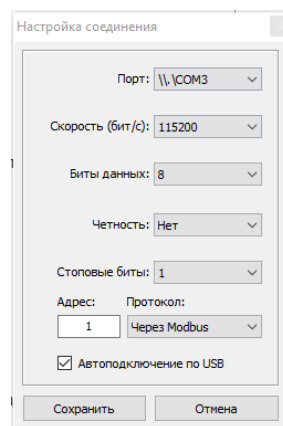 Настройка соединения
Порт: \\.\COM3
Скорость (бит/с): 115200
Биты данных: 8
Четность: Нет
Стоповые биты: 1
Адрес: Протокол:
1 Через Modbus
Автоподключение по USB
Сохранить Отмена